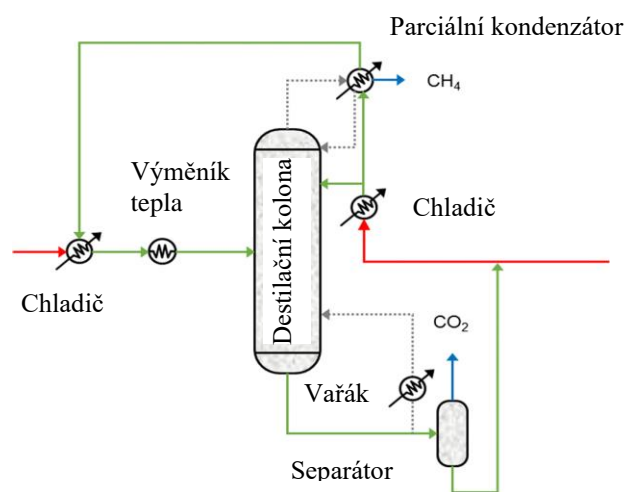 Parciální kondenzátor
CH₄
Výměník
tepla
Destilační kolona
Chladič
Chladič
CO₂
Vařák
Separátor